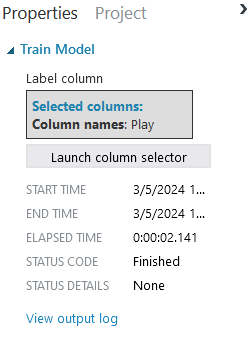 Properties Project
Train Model
Label column
Selected columns:
Column names: Play
Launch column selector
START TIME 3/5/2024 1...
END TIME 3/5/2024 1...
ELAPSED TIME 0:00:02.141
STATUS CODE Finished
STATUS DETAILS None
View output log